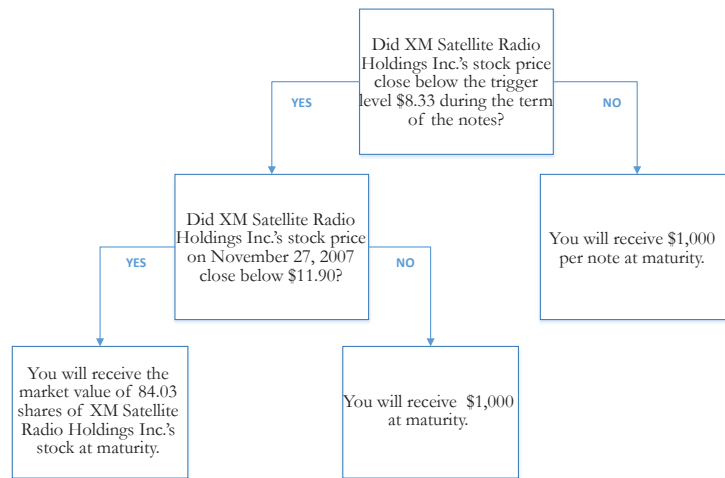 Did XM Satellite Radio
Holdings Inc.'s stock price
close below the trigger
level $8.33 during the term
of the notes?
YES
NO
Did XM Satellite Radio
Holdings Inc.'s stock price
on November 27, 2007
close below $11.90?
You will receive $1,000
per note at maturity.
YES
NO
You will receive the
market value of 84.03
shares of XM Satellite
Radio Holdings Inc.'s
stock at maturity.
You will receive $1,000
at maturity.